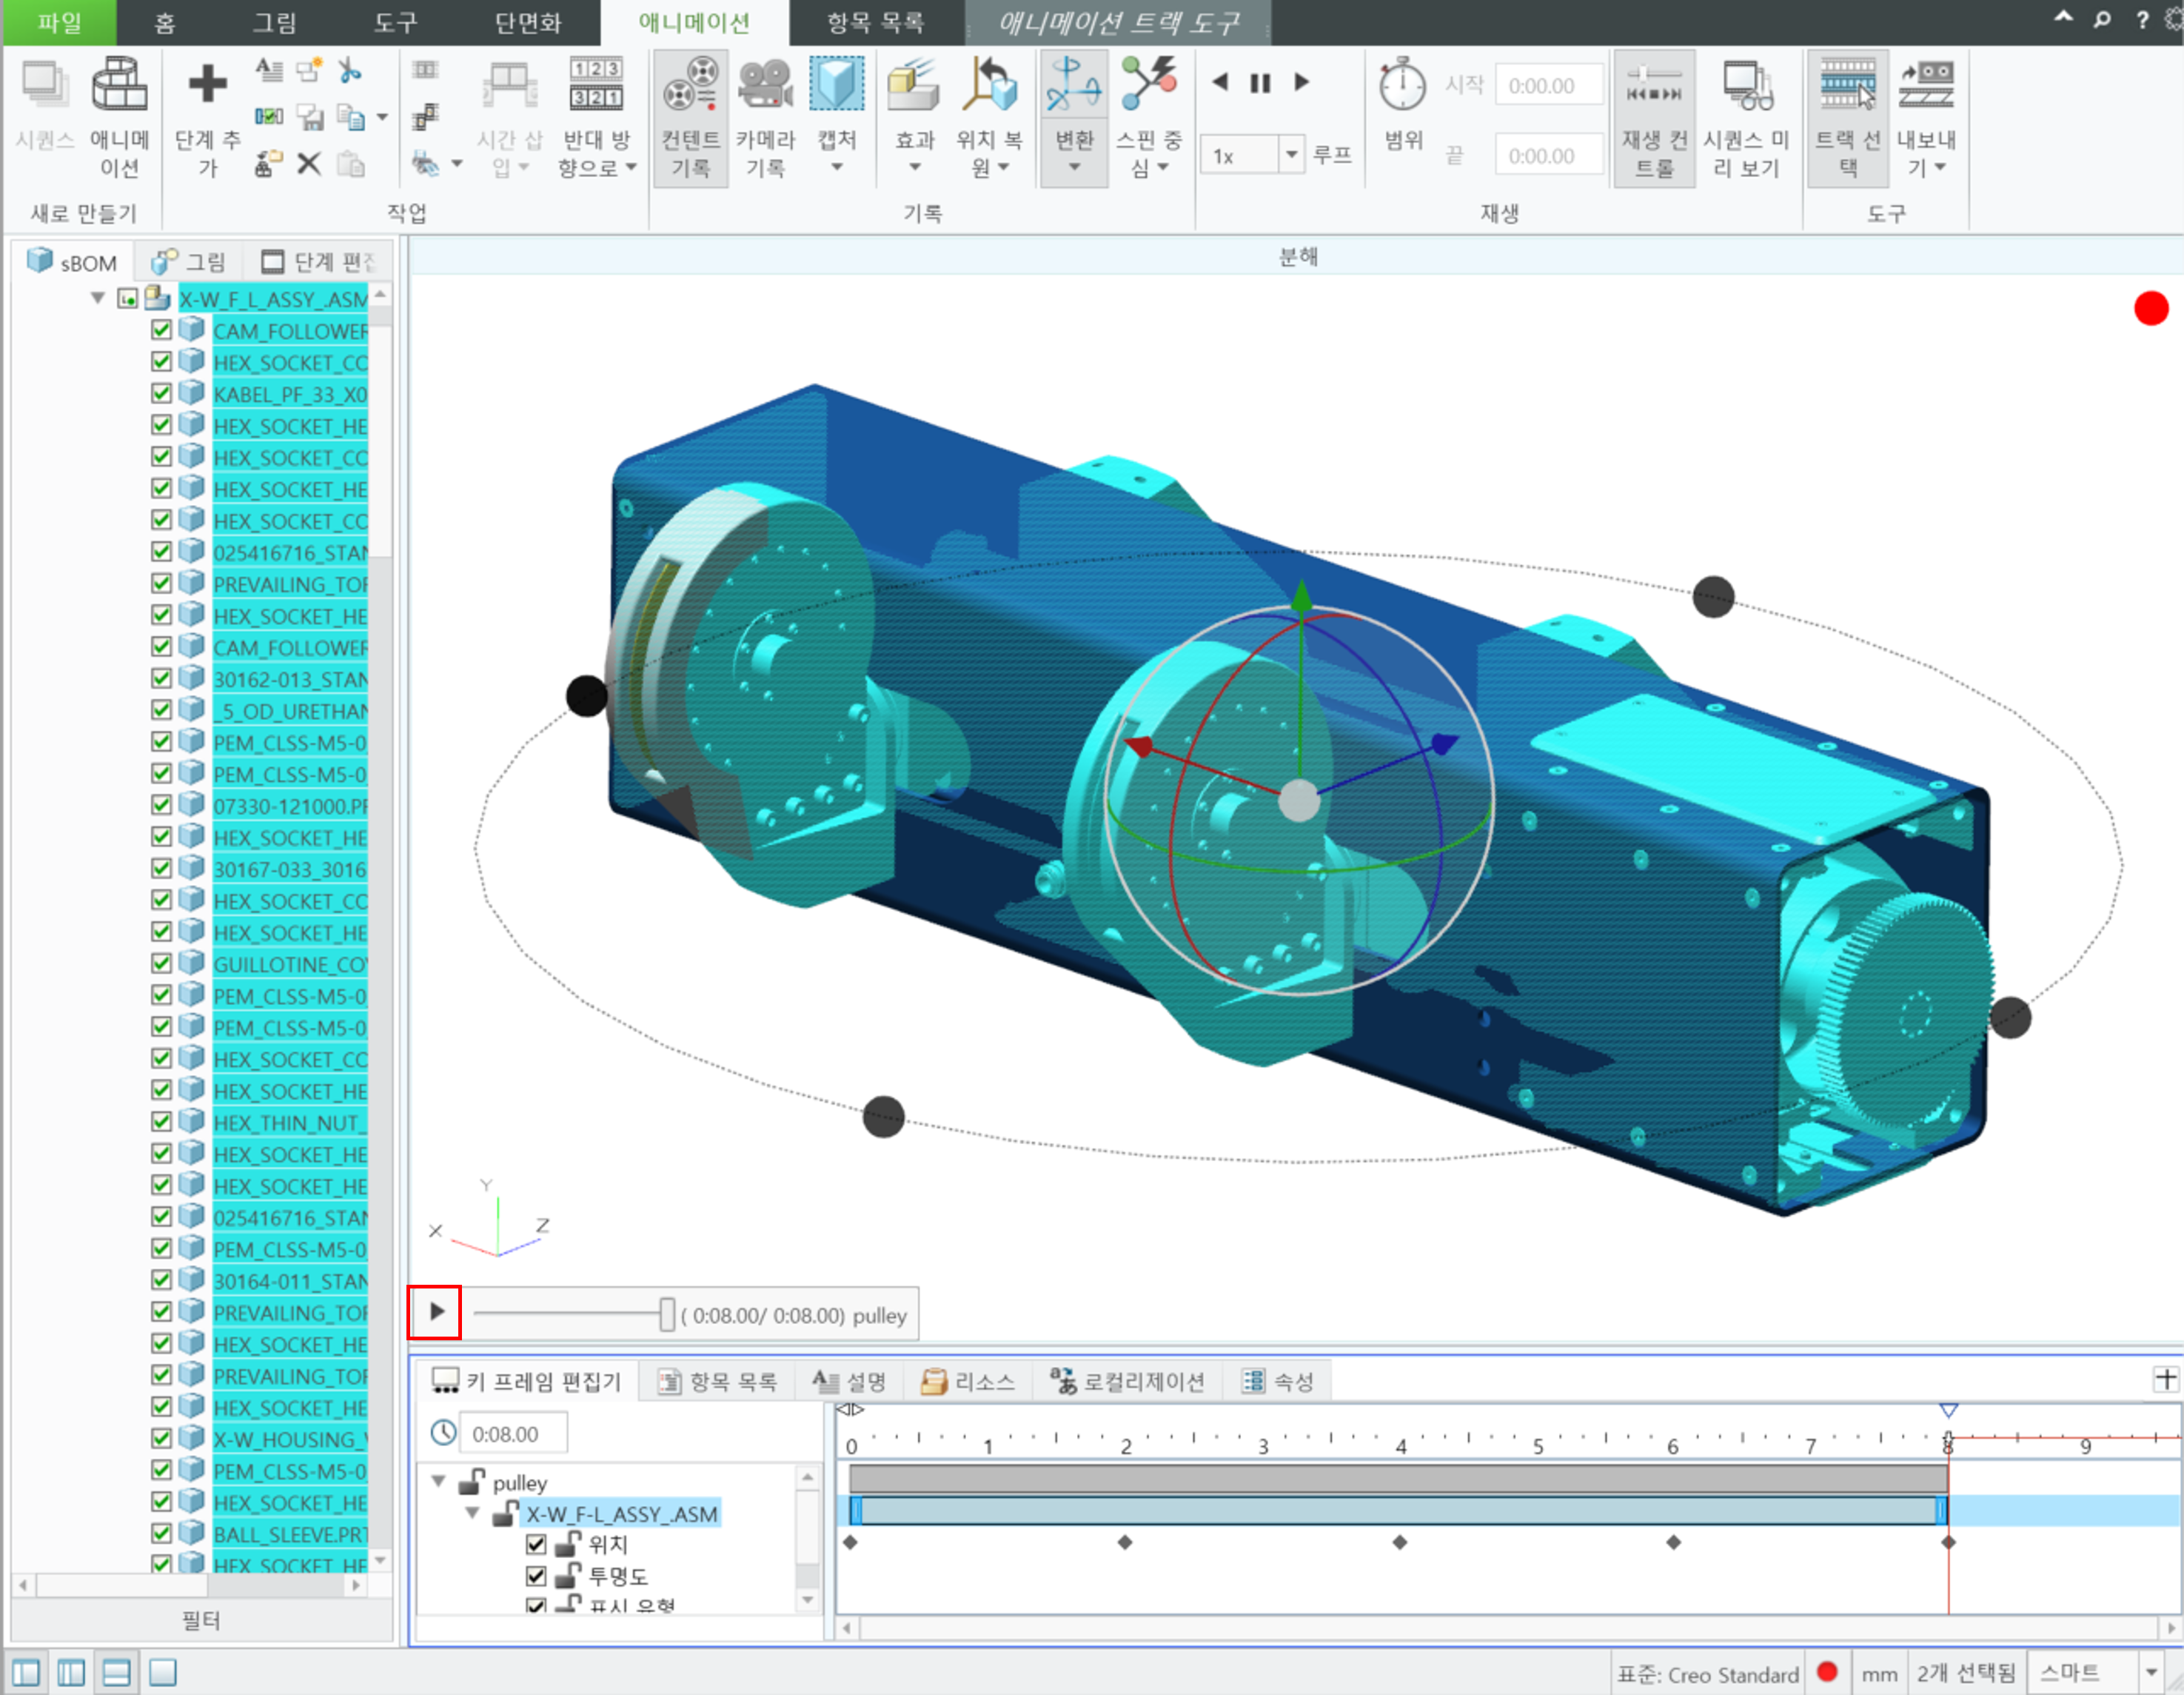 파일
홈
그림
도구
단면화
애니메이션
항목 목록
애니메이션 트랙 도구
?
시퀀스
애니메이션
새로 만들기
단계 추가
시간 삽입
반대 방향으로
작업
컨텐트 기록
카메라 기록
캡처
효과
위치 복원
변환
스핀 중심
기록
1x
루프
범위
시작
0:00.00
끝
0:00.00
재생
재생 컨트롤
시퀀스 미리 보기
트랙 선택
내보내기
도구
sBOM
그림
단계 편집
분해
X-W_F_L_ASSY_.ASM
CAM_FOLLOWER
HEX_SOCKET_CO
KABEL_PF_33_X0
HEX_SOCKET_HE
HEX_SOCKET_CO
HEX_SOCKET_HE
HEX_SOCKET_CO
025416716_STAN
PREVAILING_TOR
HEX_SOCKET_HE
CAM_FOLLOWER
30162-013_STAN
_5_OD_URETHAN
PEM_CLSS-M5-0
PEM_CLSS-M5-0
07330-121000.PR
HEX_SOCKET_HE
30167-033_3016
HEX_SOCKET_CO
HEX_SOCKET_HE
GUILLOTINE_COV
PEM_CLSS-M5-0
PEM_CLSS-M5-0
HEX_SOCKET_CO
HEX_SOCKET_HE
HEX_THIN_NUT_
HEX_SOCKET_HE
HEX_SOCKET_HE
025416716_STAN
PEM_CLSS-M5-0
30164-011_STAN
PREVAILING_TOR
HEX_SOCKET_HE
PREVAILING_TOR
HEX_SOCKET_HE
X-W_HOUSING_
PEM_CLSS-M5-0
HEX_SOCKET_HE
BALL_SLEEVE.PRT
HEX_SOCKET_HE
필터
Y
X
Z
( 0:08.00/ 0:08.00) pulley
키 프레임 편집기
항목 목록
설명
리소스
로컬리제이션
속성
0:08.00
0 1 2 3 4 5 6 7 8 9
pulley
X-W_F-L_ASSY_.ASM
위치
투명도
표시 유형
표준: Creo Standard
mm
2개 선택됨
스마트